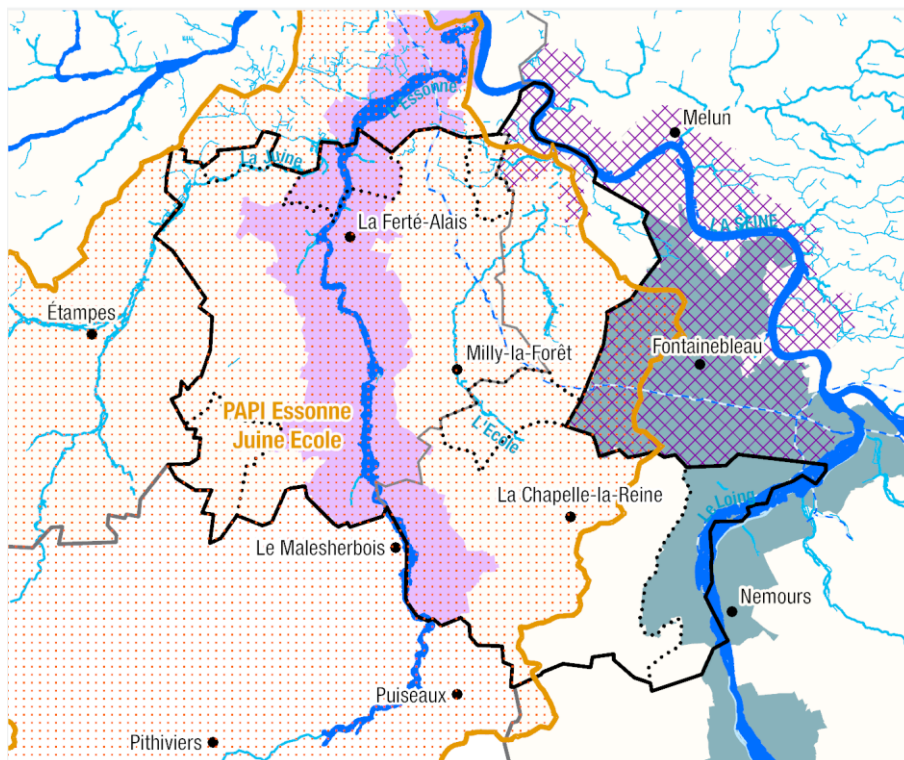 L'Essonne
Melun
La Juine
La Ferté-Alais
LA SEINE
Étampes
Milly-la-Forêt
Fontainebleau
PAPI Essonne
Juine Ecole
L'Ecole
La Chapelle-la-Reine
Le Loing
Le Malesherbois
Nemours
Puiseaux
Pithiviers